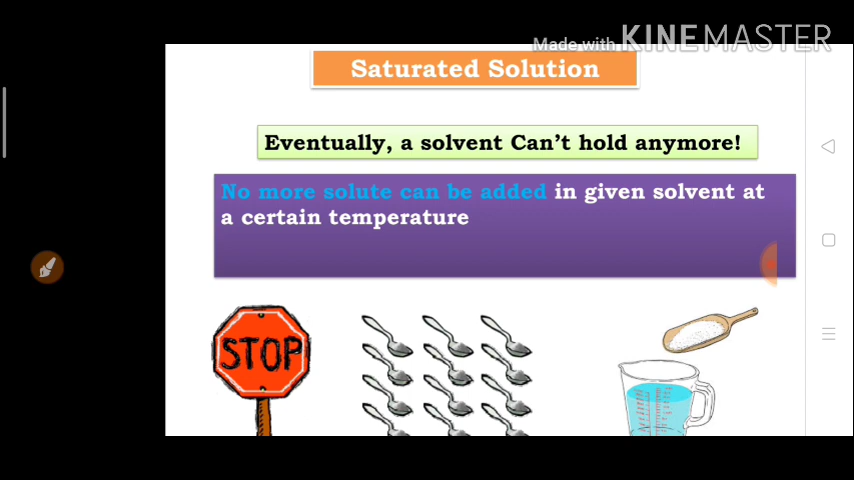 Made with KINEMASTER
Saturated Solution
Eventually, a solvent Can't hold anymore!
No more solute can be added in given solvent at
a certain temperature
STOP